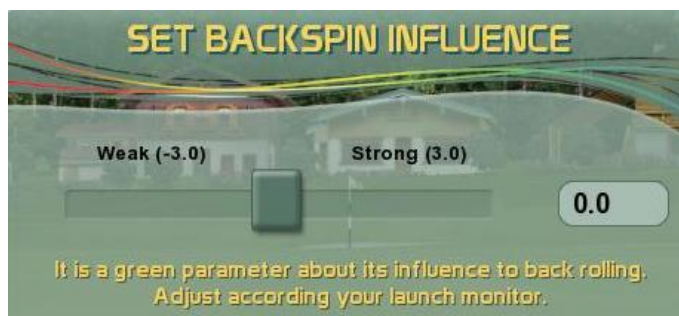 SET BACKSPIN INFLUENCE
Weak (-3.0) Strong (3.0)
0.0
It is a green parameter about its influence to back rolling.
Adjust according your launch monitor.